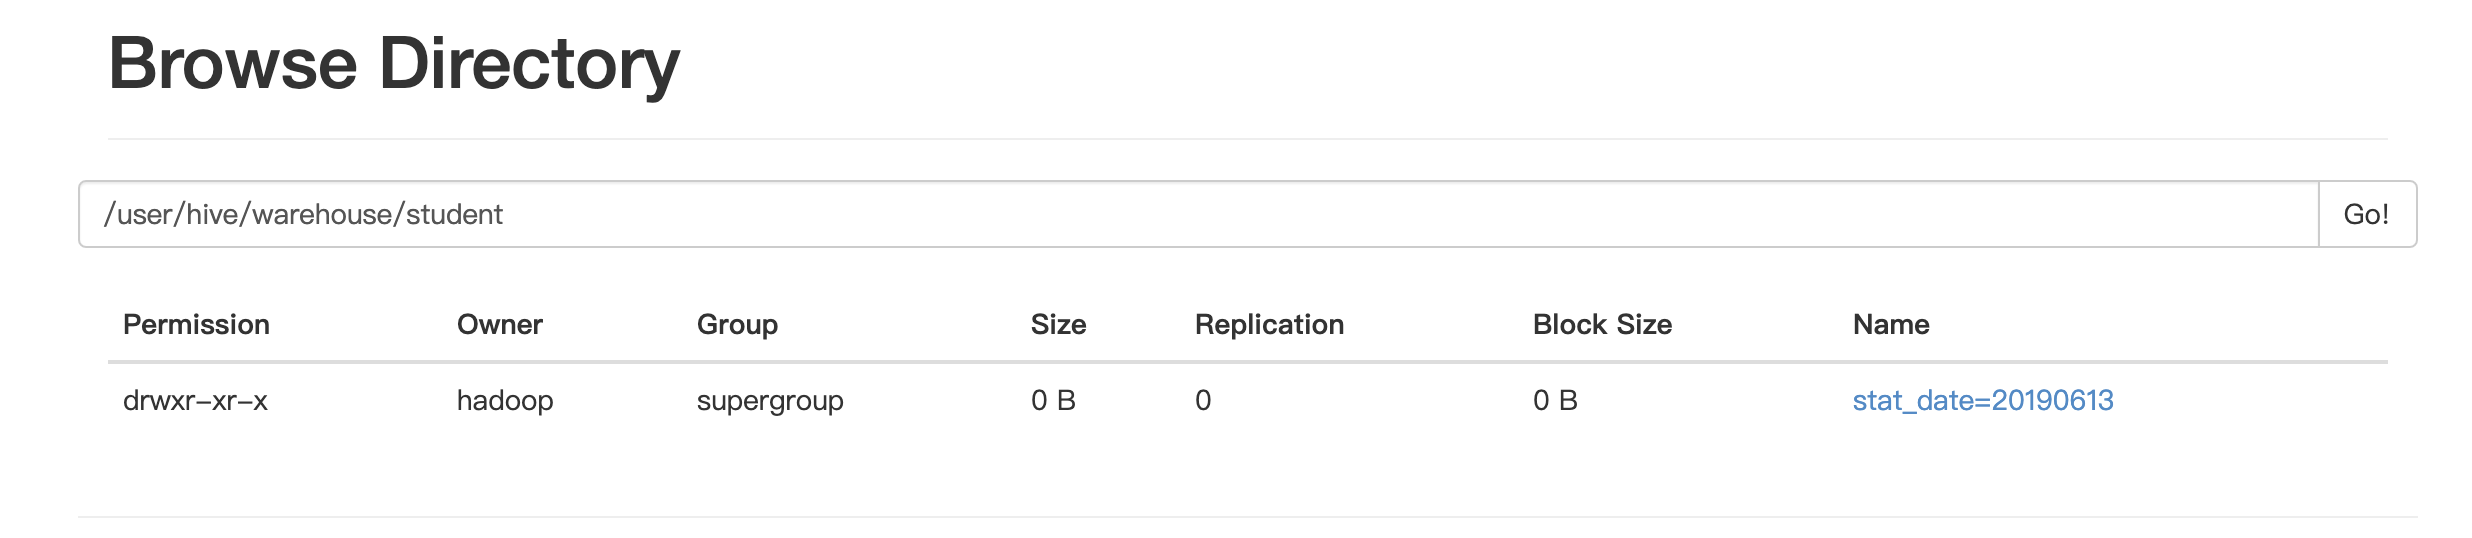 Browse Directory
/user/hive/warehouse/student Go!
Permission Owner Group Size Replication Block Size Name
drwxr-xr-x hadoop supergroup 0 B 0 0 B stat_date=20190613